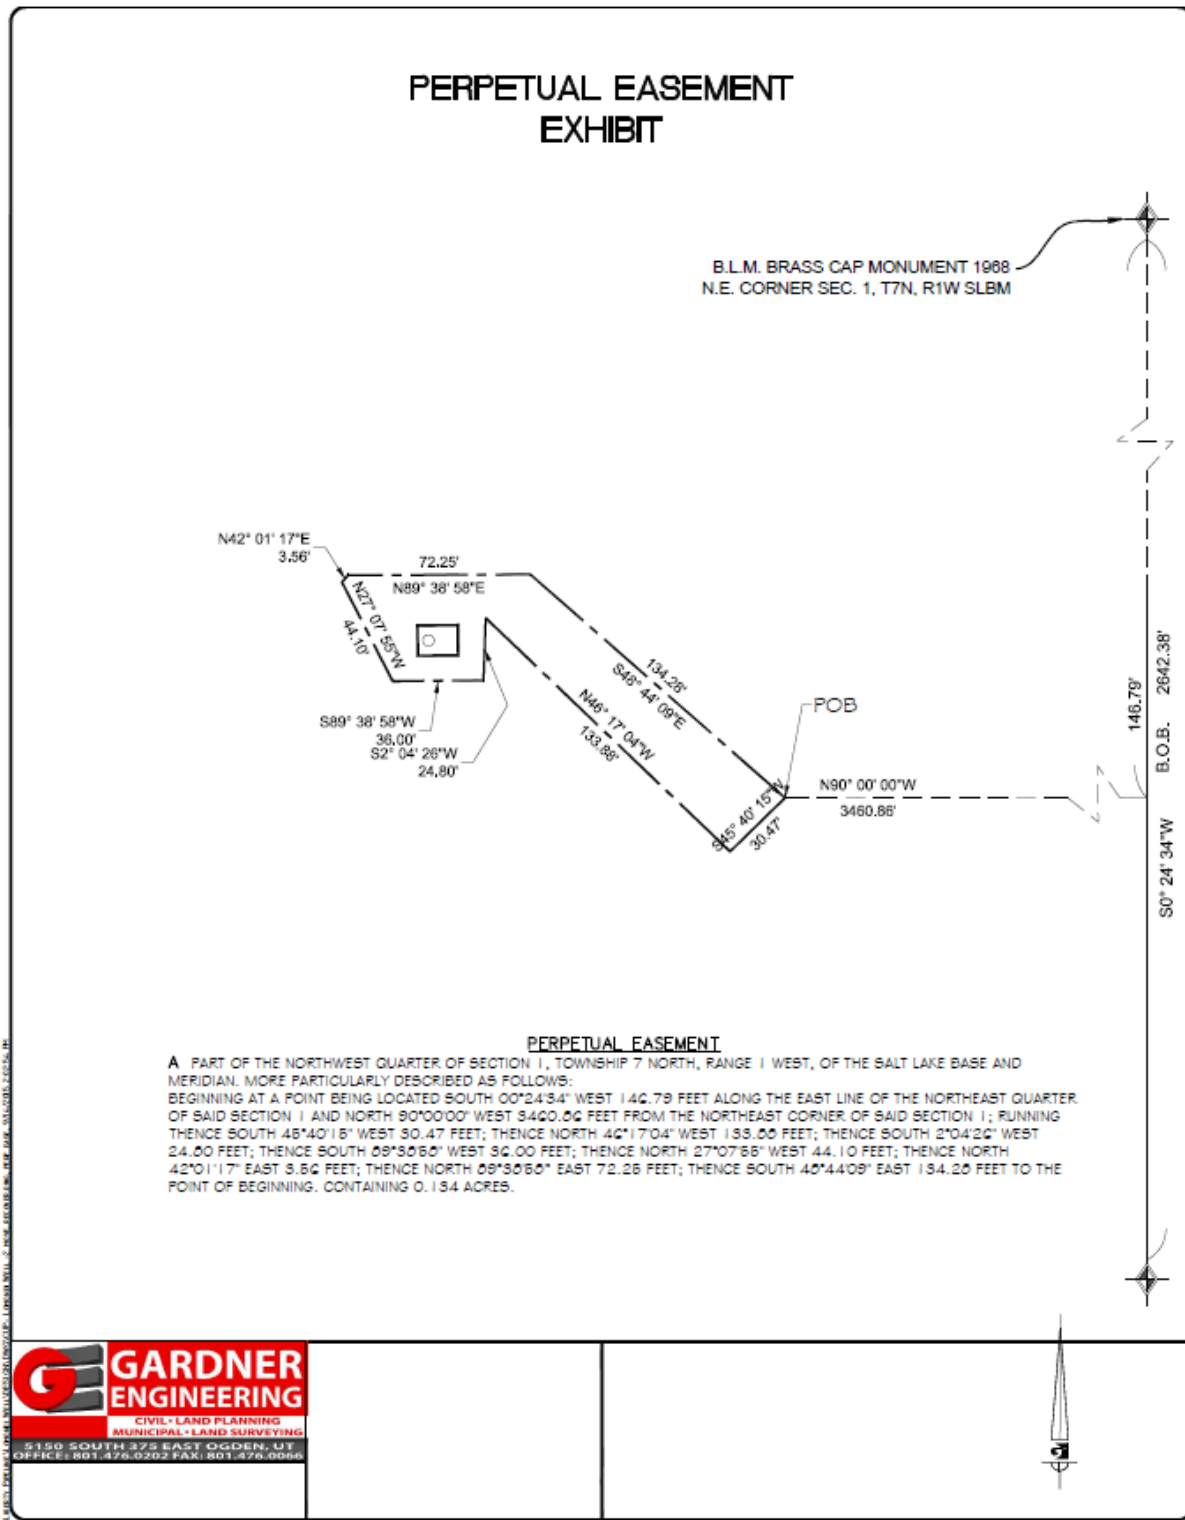 PERPETUAL EASEMENT
EXHIBIT
B.L.M. BRASS CAP MONUMENT 1968
N.E. CORNER SEC. 1, T7N, R1W SLBM
N42° 01' 17"E
3.56'
72.25'
N89° 38' 58"E
N27° 07' 55"W
44.10'
S89° 38' 58"W
36.00'
S2° 04' 26"W
24.80'
134.28'
S48° 44' 09"E
N46° 17' 04"W
133.88'
POB
S45° 40' 15"W
30.47'
N90° 00' 00"W
3460.86'
146.79'
B.O.B. 2642.38'
S0° 24' 34"W
PERPETUAL EASEMENT
A PART OF THE NORTHWEST QUARTER OF SECTION 1, TOWNSHIP 7 NORTH, RANGE 1 WEST, OF THE SALT LAKE BASE AND
MERIDIAN. MORE PARTICULARLY DESCRIBED AS FOLLOWS:
BEGINNING AT A POINT BEING LOCATED SOUTH 00°24'34" WEST 146.79 FEET ALONG THE EAST LINE OF THE NORTHEAST QUARTER
OF SAID SECTION 1 AND NORTH 90°00'00" WEST 3460.86 FEET FROM THE NORTHEAST CORNER OF SAID SECTION 1; RUNNING
THENCE SOUTH 45°40'15" WEST 30.47 FEET; THENCE NORTH 46°17'04" WEST 133.88 FEET; THENCE SOUTH 2°04'26" WEST
24.80 FEET; THENCE SOUTH 89°38'58" WEST 36.00 FEET; THENCE NORTH 27°07'55" WEST 44.10 FEET; THENCE NORTH
42°01'17" EAST 3.56 FEET; THENCE NORTH 89°38'58" EAST 72.25 FEET; THENCE SOUTH 48°44'09" EAST 134.28 FEET TO THE
POINT OF BEGINNING. CONTAINING 0.134 ACRES.
GARDNER
ENGINEERING
CIVIL • LAND PLANNING
MUNICIPAL • LAND SURVEYING
5150 SOUTH 375 EAST OGDEN, UT
OFFICE: 801.476.0202 FAX: 801.476.0066